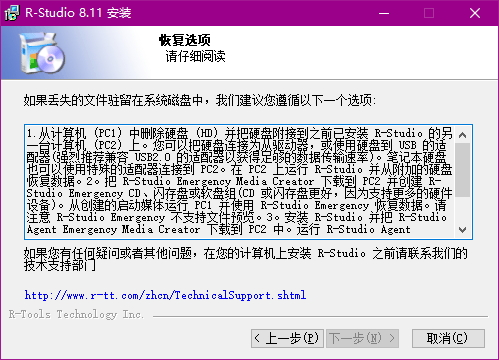 R-Studio 8.11 安装
恢复选项
请仔细阅读
如果丢失的文件驻留在系统磁盘中，我们建议您遵循以下一个选项:
1.从计算机 (PC1) 中删除硬盘 (HD) 并把硬盘附接到之前已安装 R-Studio 的另
一台计算机 (PC2) 上。您可以把硬盘连接为从驱动器，或使用硬盘到 USB 的适
配器(强烈推荐兼容 USB2.0 的适配器以获得足够的数据传输速率)。笔记本硬盘
也可以使用特殊的适配器连接到 PC2。在 PC2 上运行 R-Studio 并从附加的硬盘
恢复数据。2。把 R-Studio Emergency Media Creator 下载到 PC2 并创建 R-
Studio Emergency CD、闪存盘或软盘组(CD 或闪存盘更好，因为支持更多的硬件
设备)。从创建的启动媒体运行 PC1 并使用 R-Studio Emergency 恢复数据。请
注意 R-Studio Emergency 不支持文件预览。3。安装 R-Studio 并把 R-Studio
Agent Emergency Media Creator 下载到 PC2 中。运行 R-Studio Agent
如果您有任何疑问或者其他问题，在您的计算机上安装 R-Studio 之前请联系我们的
技术支持部门
http://www.r-tt.com/zhcn/TechnicalSupport.shtml
R-Tools Technology Inc.
< 上一步(P)
下一步(N) >
取消(C)